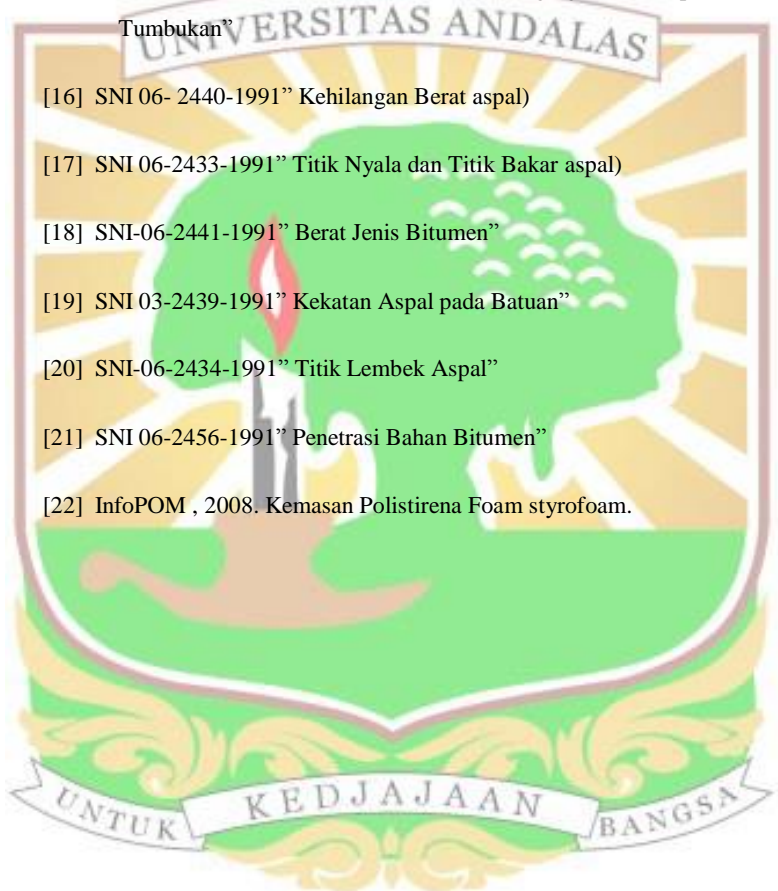 Tumbukan”
UNIVERSITAS ANDALAS
[16] SNI 06- 2440-1991” Kehilangan Berat aspal)
[17] SNI 06-2433-1991” Titik Nyala dan Titik Bakar aspal)
[18] SNI-06-2441-1991” Berat Jenis Bitumen”
[19] SNI 03-2439-1991” Kekatan Aspal pada Batuan”
[20] SNI-06-2434-1991” Titik Lembek Aspal”
[21] SNI 06-2456-1991” Penetrasi Bahan Bitumen”
[22] InfoPOM , 2008. Kemasan Polistirena Foam styrofoam.
UNTUK KEDJAJAAN BANGSA